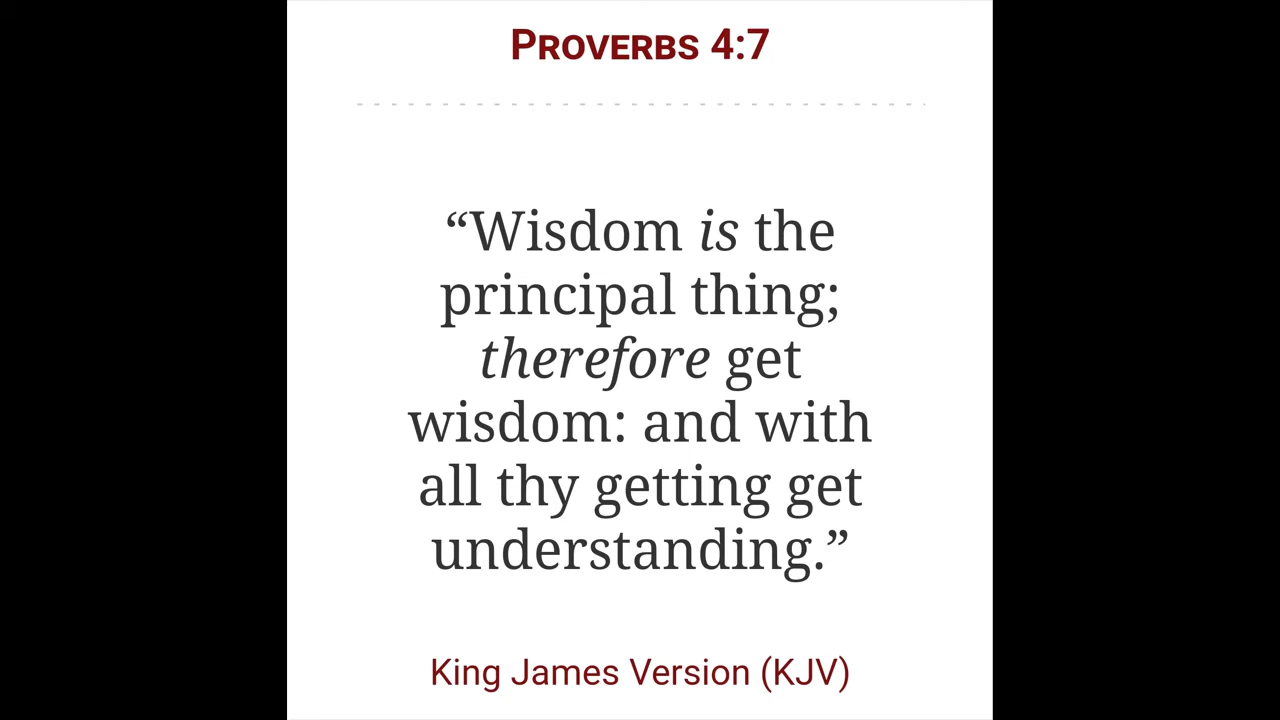 Proverbs 4:7
“Wisdom is the
principal thing;
therefore get
wisdom: and with
all thy getting get
understanding.”
King James Version (KJV)